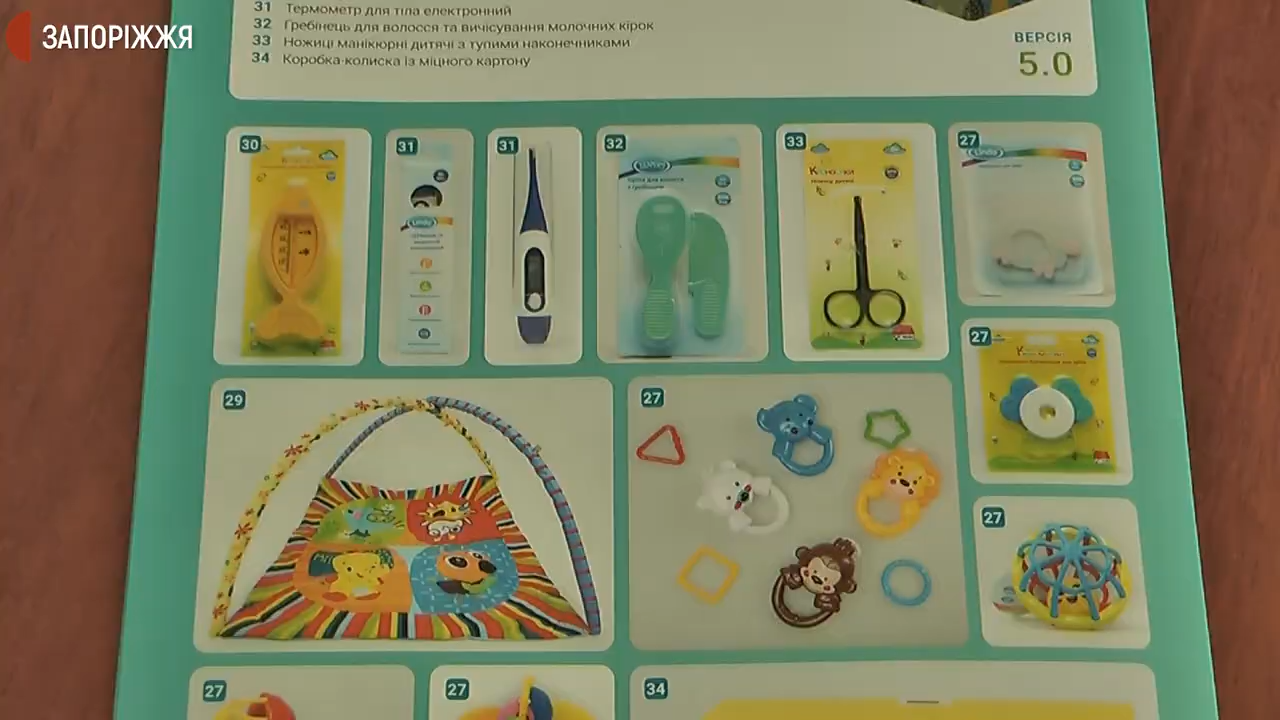 ЗАПОРІЖЖЯ
31 Термометр для тіла електронний
32 Гребінець для волосся та вичісування молочних кірок
33 Ножиці манікюрні дитячі з тупими наконечниками
34 Коробка-колиска із міцного картону
ВЕРСІЯ
5.0
30
31
31
32
33
27
Lindo
Lindo
27
29
27
27
27
27
34